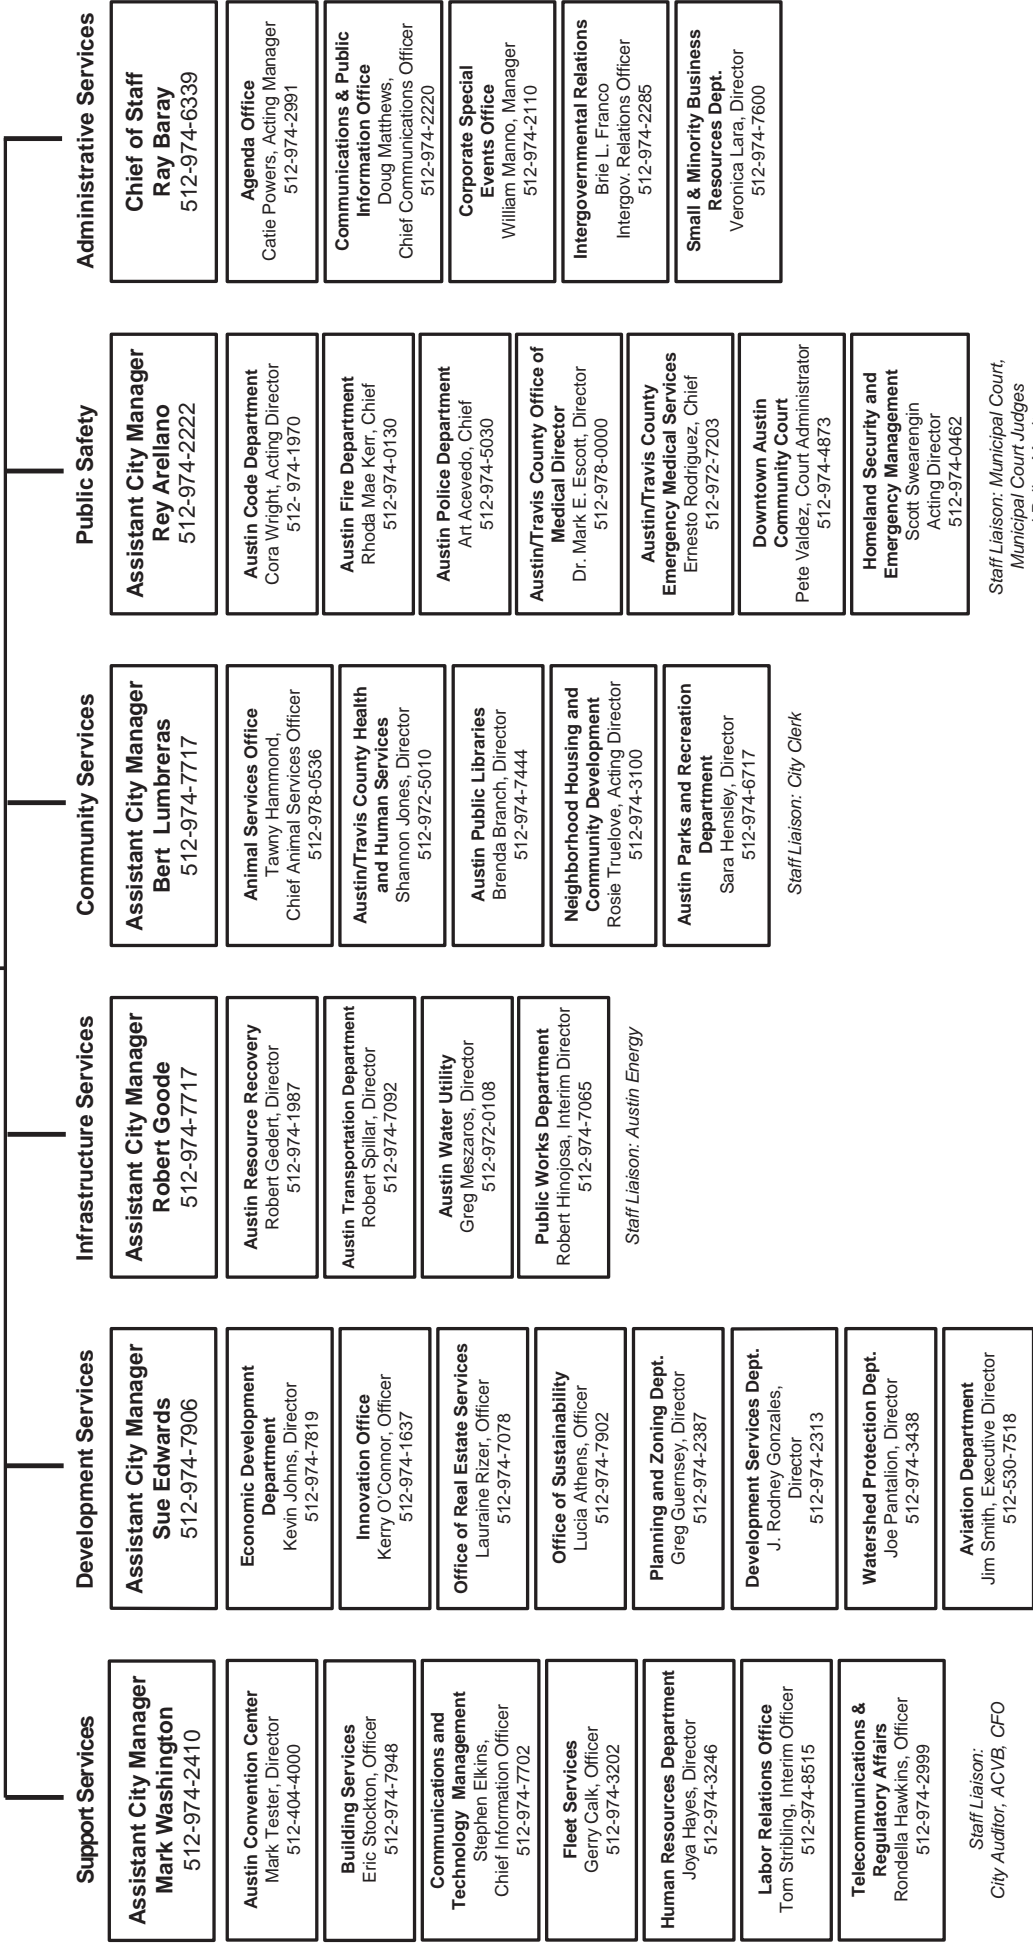 Support Services
Assistant City Manager
Mark Washington
512-974-2410
Austin Convention Center
Mark Tester, Director
512-404-4000
Building Services
Eric Stockton, Officer
512-974-7948
Communications and
Technology Management
Stephen Elkins,
Chief Information Officer
512-974-7702
Fleet Services
Gerry Calk, Officer
512-974-3202
Human Resources Department
Joya Hayes, Director
512-974-3246
Labor Relations Office
Tom Stribling, Interim Officer
512-974-8515
Telecommunications &
Regulatory Affairs
Rondella Hawkins, Officer
512-974-2999
Staff Liaison:
City Auditor, ACVB, CFO
Development Services
Assistant City Manager
Sue Edwards
512-974-7906
Economic Development
Department
Kevin Johns, Director
512-974-7819
Innovation Office
Kerry O'Connor, Officer
512-974-1637
Office of Real Estate Services
Lauraine Rizer, Officer
512-974-7078
Office of Sustainability
Lucia Athens, Officer
512-974-7902
Planning and Zoning Dept.
Greg Guernsey, Director
512-974-2387
Development Services Dept.
J. Rodney Gonzales,
Director
512-974-2313
Watershed Protection Dept.
Joe Pantalion, Director
512-974-3438
Aviation Department
Jim Smith, Executive Director
512-530-7518
Infrastructure Services
Assistant City Manager
Robert Goode
512-974-7717
Austin Resource Recovery
Robert Gedert, Director
512-974-1987
Austin Transportation Department
Robert Spillar, Director
512-974-7092
Austin Water Utility
Greg Meszaros, Director
512-972-0108
Public Works Department
Robert Hinojosa, Interim Director
512-974-7065
Staff Liaison: Austin Energy
Community Services
Assistant City Manager
Bert Lumbreras
512-974-7717
Animal Services Office
Tawny Hammond,
Chief Animal Services Officer
512-978-0536
Austin/Travis County Health
and Human Services
Shannon Jones, Director
512-972-5010
Austin Public Libraries
Brenda Branch, Director
512-974-7444
Neighborhood Housing and
Community Development
Rosie Truelove, Acting Director
512-974-3100
Austin Parks and Recreation
Department
Sara Hensley, Director
512-974-6717
Staff Liaison: City Clerk
Public Safety
Assistant City Manager
Rey Arellano
512-974-2222
Austin Code Department
Cora Wright, Acting Director
512- 974-1970
Austin Fire Department
Rhoda Mae Kerr, Chief
512-974-0130
Austin Police Department
Art Acevedo, Chief
512-974-5030
Austin/Travis County Office of
Medical Director
Dr. Mark E. Escott, Director
512-978-0000
Austin/Travis County
Emergency Medical Services
Ernesto Rodriguez, Chief
512-972-7203
Downtown Austin
Community Court
Pete Valdez, Court Administrator
512-974-4873
Homeland Security and
Emergency Management
Scott Swearengin
Acting Director
512-974-0462
Staff Liaison: Municipal Court,
Municipal Court Judges
Administrative Services
Chief of Staff
Ray Baray
512-974-6339
Agenda Office
Catie Powers, Acting Manager
512-974-2991
Communications & Public
Information Office
Doug Matthews,
Chief Communications Officer
512-974-2220
Corporate Special
Events Office
William Manno, Manager
512-974-2110
Intergovernmental Relations
Brie L. Franco
Intergov. Relations Officer
512-974-2285
Small & Minority Business
Resources Dept.
Veronica Lara, Director
512-974-7600